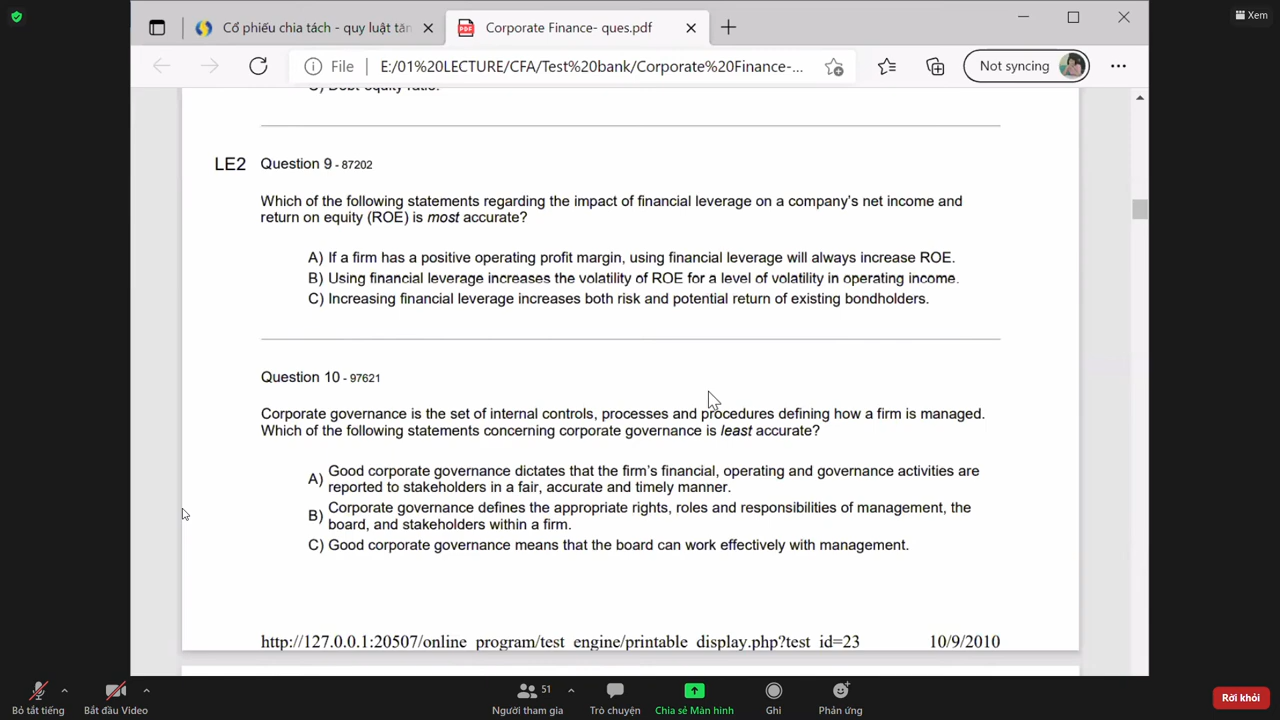 Xem
Cổ phiếu chia tách - quy luật tăn
Corporate Finance- ques.pdf
File
E:/01%20LECTURE/CFA/Test%20bank/Corporate%20Finance-...
Not syncing
LE2
Question 9 - 87202
Which of the following statements regarding the impact of financial leverage on a company's net income and
return on equity (ROE) is most accurate?
A) If a firm has a positive operating profit margin, using financial leverage will always increase ROE.
B) Using financial leverage increases the volatility of ROE for a level of volatility in operating income.
C) Increasing financial leverage increases both risk and potential return of existing bondholders.
Question 10 - 97621
Corporate governance is the set of internal controls, processes and procedures defining how a firm is managed.
Which of the following statements concerning corporate governance is least accurate?
A) Good corporate governance dictates that the firm's financial, operating and governance activities are
reported to stakeholders in a fair, accurate and timely manner.
B) Corporate governance defines the appropriate rights, roles and responsibilities of management, the
board, and stakeholders within a firm.
C) Good corporate governance means that the board can work effectively with management.
http://127.0.0.1:20507/online_program/test_engine/printable_display.php?test_id=23
10/9/2010
51
Bỏ tắt tiếng
Bắt đầu Video
Người tham gia
Trò chuyện
Chia sẻ Màn hình
Ghi
Phản ứng
Rời khỏi